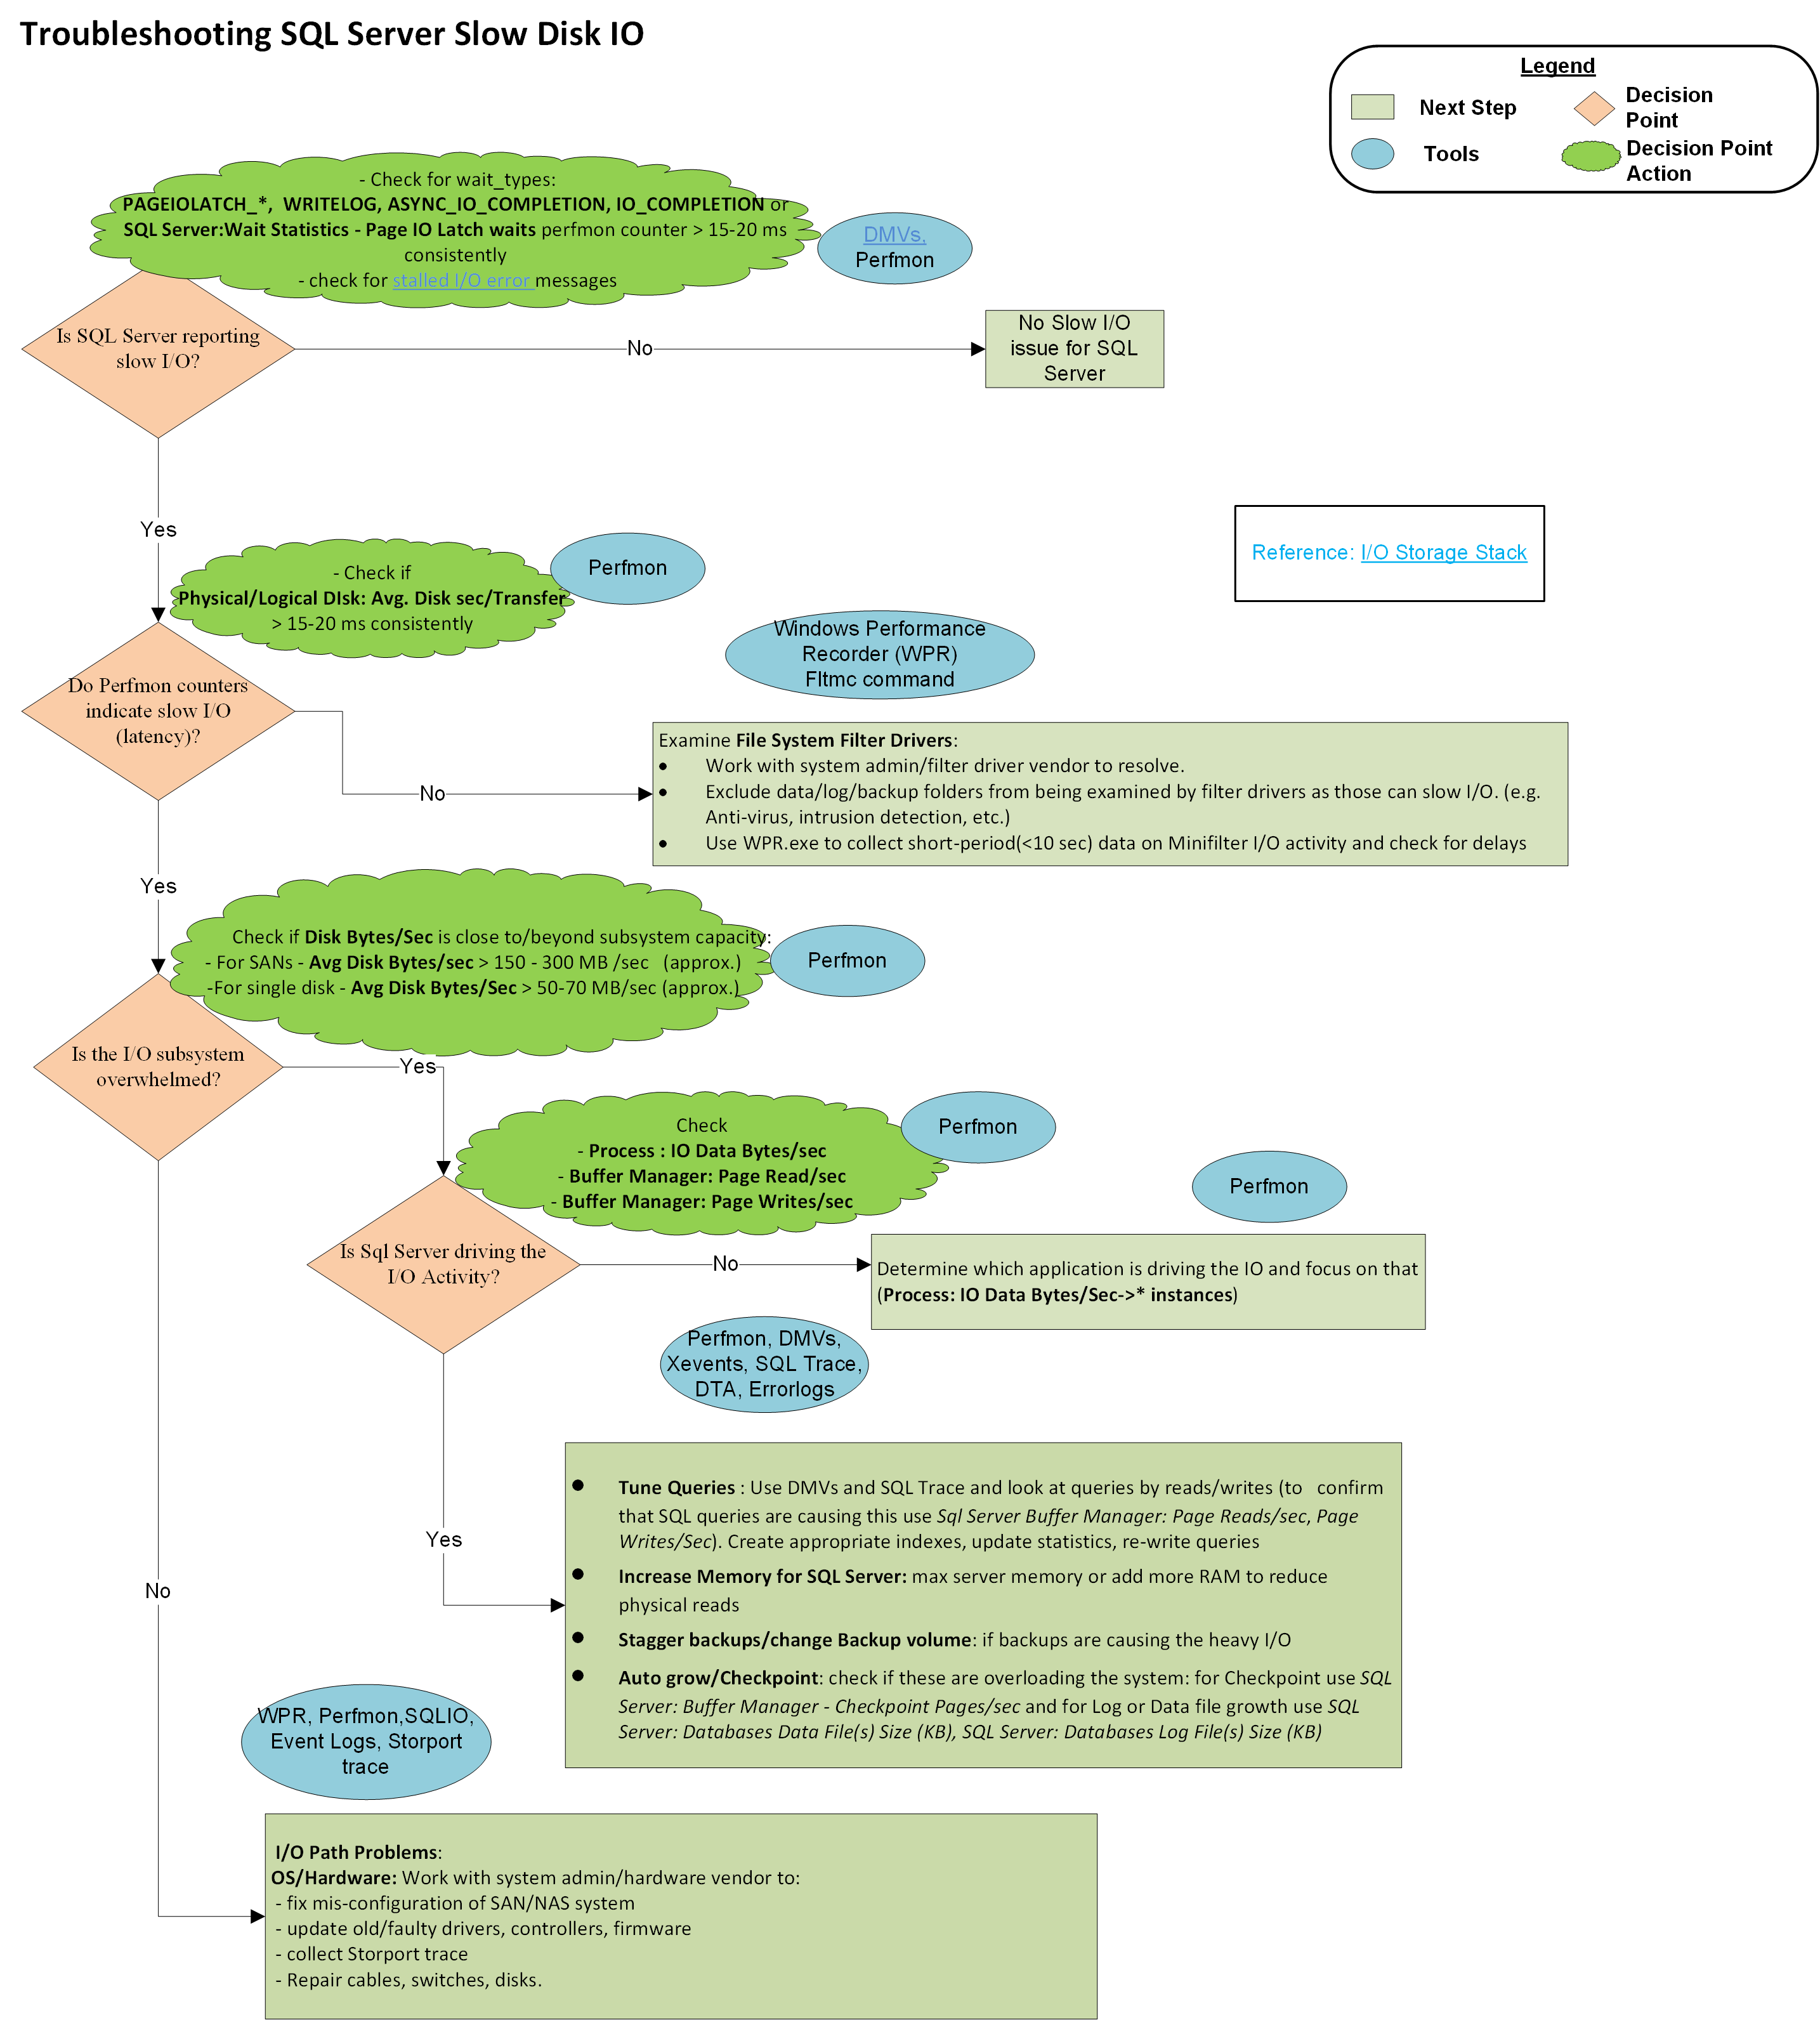 Troubleshooting SQL Server Slow Disk IO
Legend
Next Step
Decision
Point
Tools
Decision Point
Action
- Check for wait_types:
PAGEIOLATCH_*,  WRITELOG, ASYNC_IO_COMPLETION, IO_COMPLETION or
SQL Server:Wait Statistics - Page IO Latch waits perfmon counter > 15-20 ms
consistently
- check for stalled I/O error messages
DMVs,
Perfmon
Is SQL Server reporting
slow I/O?
No
No Slow I/O
issue for SQL
Server
Yes
Reference: I/O Storage Stack
- Check if
Physical/Logical DIsk: Avg. Disk sec/Transfer
> 15-20 ms consistently
Perfmon
Windows Performance
Recorder (WPR)
Fltmc command
Do Perfmon counters
indicate slow I/O
(latency)?
No
Examine File System Filter Drivers:
• Work with system admin/filter driver vendor to resolve.
• Exclude data/log/backup folders from being examined by filter drivers as those can slow I/O. (e.g.
Anti-virus, intrusion detection, etc.)
• Use WPR.exe to collect short-period(<10 sec) data on Minifilter I/O activity and check for delays
Yes
Check if Disk Bytes/Sec is close to/beyond subsystem capacity:
- For SANs - Avg Disk Bytes/sec > 150 - 300 MB /sec   (approx.)
-For single disk - Avg Disk Bytes/Sec > 50-70 MB/sec (approx.)
Perfmon
Is the I/O subsystem
overwhelmed?
Yes
Check
- Process : IO Data Bytes/sec
- Buffer Manager: Page Read/sec
- Buffer Manager: Page Writes/sec
Perfmon
Perfmon
Is Sql Server driving the
I/O Activity?
No
Determine which application is driving the IO and focus on that
(Process: IO Data Bytes/Sec->* instances)
Perfmon, DMVs,
Xevents, SQL Trace,
DTA, Errorlogs
Yes
• Tune Queries : Use DMVs and SQL Trace and look at queries by reads/writes (to   confirm
that SQL queries are causing this use Sql Server Buffer Manager: Page Reads/sec, Page
Writes/Sec). Create appropriate indexes, update statistics, re-write queries
• Increase Memory for SQL Server: max server memory or add more RAM to reduce
physical reads
• Stagger backups/change Backup volume: if backups are causing the heavy I/O
• Auto grow/Checkpoint: check if these are overloading the system: for Checkpoint use SQL
Server: Buffer Manager - Checkpoint Pages/sec and for Log or Data file growth use SQL
Server: Databases Data File(s) Size (KB), SQL Server: Databases Log File(s) Size (KB)
No
WPR, Perfmon,SQLIO,
Event Logs, Storport
trace
I/O Path Problems:
OS/Hardware: Work with system admin/hardware vendor to:
- fix mis-configuration of SAN/NAS system
- update old/faulty drivers, controllers, firmware
- collect Storport trace
- Repair cables, switches, disks.